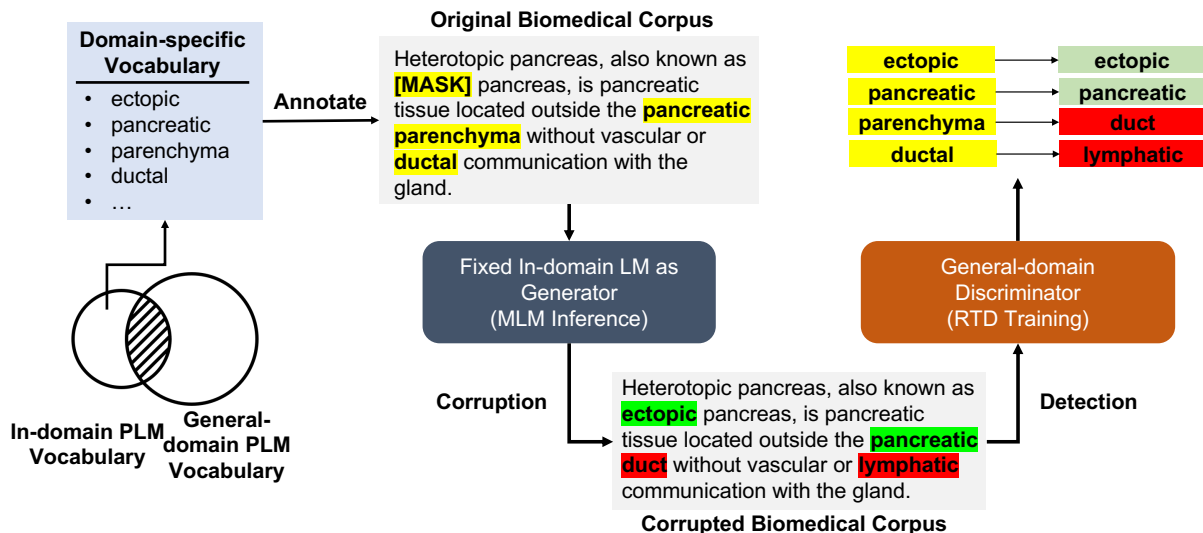 Domain-specific
Vocabulary
• ectopic
• pancreatic
• parenchyma
• ductal
• …
Annotate
Original Biomedical Corpus
Heterotopic pancreas, also known as
[MASK] pancreas, is pancreatic
tissue located outside the pancreatic
parenchyma without vascular or
ductal communication with the
gland.
In-domain PLM
Vocabulary
General-
domain PLM
Vocabulary
Fixed In-domain LM as
Generator
(MLM Inference)
Corruption
Heterotopic pancreas, also known as
ectopic pancreas, is pancreatic
tissue located outside the pancreatic
duct without vascular or lymphatic
communication with the gland.
Corrupted Biomedical Corpus
Detection
General-domain
Discriminator
(RTD Training)
ectopic ectopic
pancreatic pancreatic
parenchyma duct
ductal lymphatic